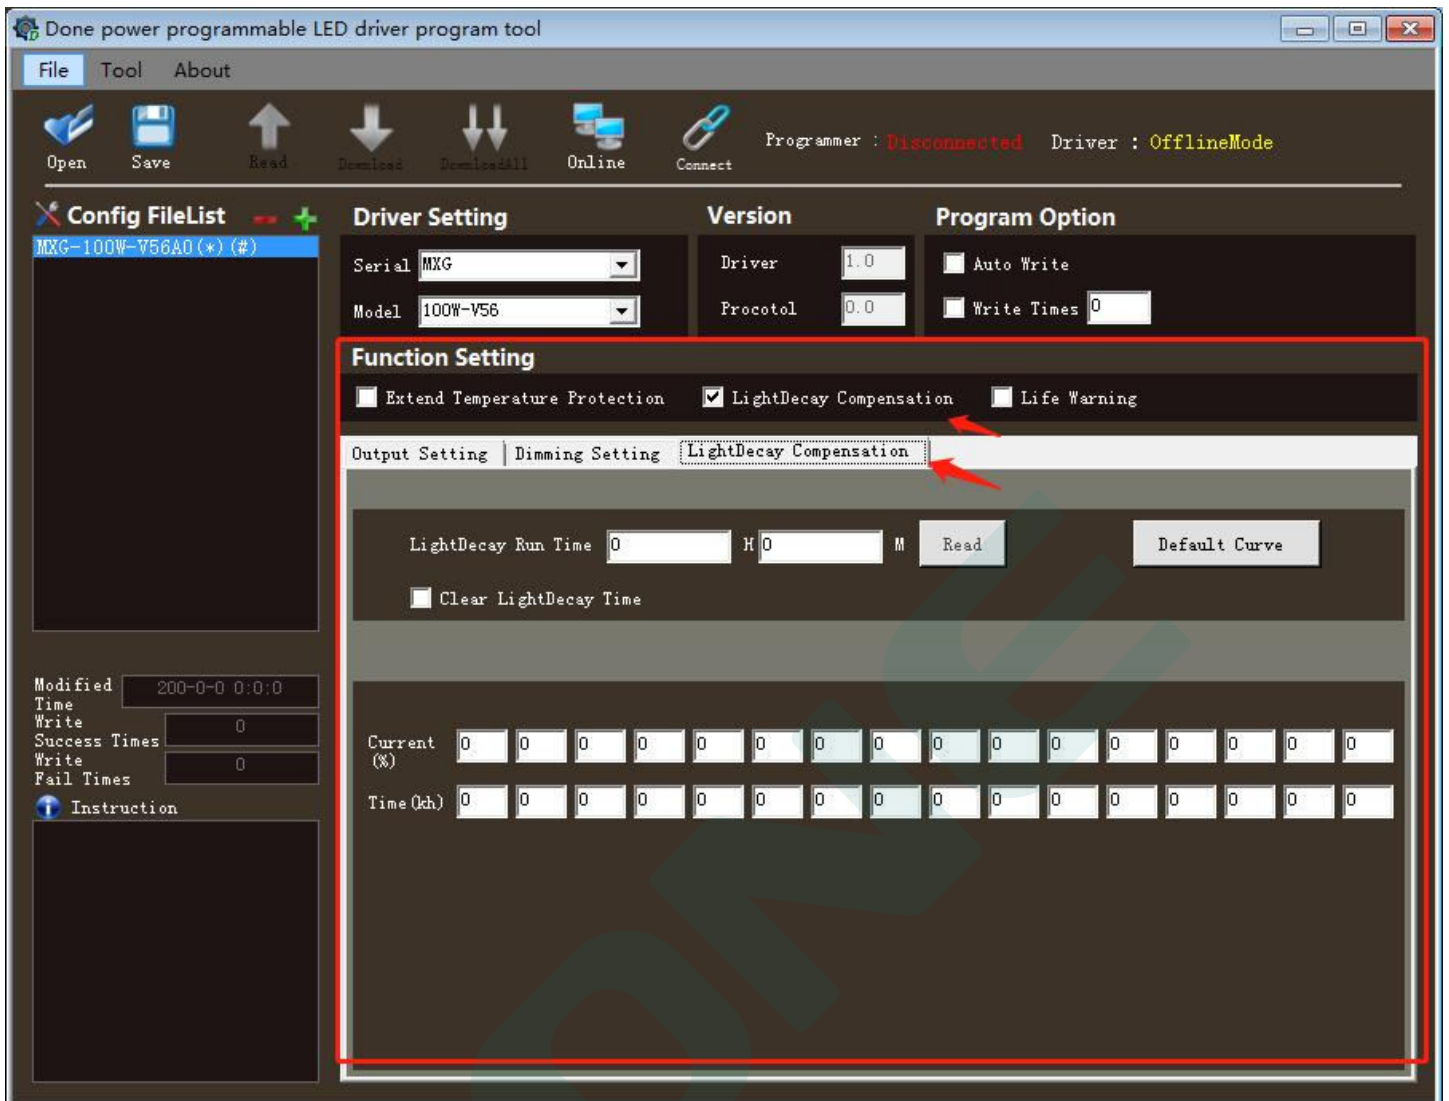 Done power programmable LED driver program tool
File Tool About
Open Save Read Download DownloadAll Online Connect Programmer : Disconnected Driver : OfflineMode
Config FileList
MXG-100W-V56A0(*)(#)
Driver Setting
Serial MXG
Model 100W-V56
Version
Driver 1.0
Procotol 0.0
Program Option
Auto Write
Write Times 0
Function Setting
Extend Temperature Protection LightDecay Compensation Life Warning
Output Setting Dimming Setting LightDecay Compensation
LightDecay Run Time 0 H 0 M Read Default Curve
Clear LightDecay Time
Current 0 0 0 0 0 0 0 0 0 0 0 0 0 0 0 0
(%)
Time(kh) 0 0 0 0 0 0 0 0 0 0 0 0 0 0 0 0
Modified
Time 200-0-0 0:0:0
Write
Success Times 0
Write
Fail Times 0
Instruction
ONE